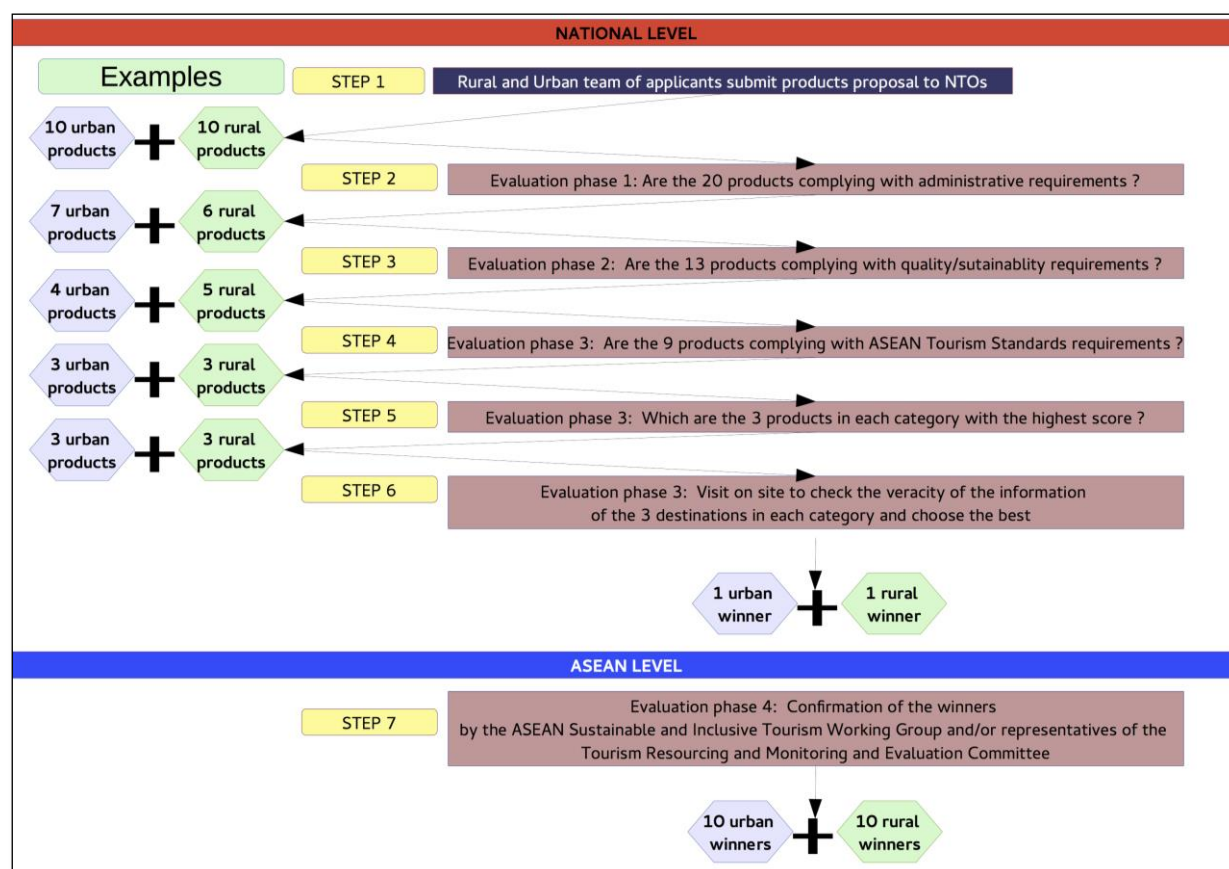 NATIONAL LEVEL
Examples
STEP 1
Rural and Urban team of applicants submit products proposal to NTOs
10 urban
products
10 rural
products
STEP 2
Evaluation phase 1: Are the 20 products complying with administrative requirements ?
7 urban
products
6 rural
products
STEP 3
Evaluation phase 2: Are the 13 products complying with quality/sutainablity requirements ?
4 urban
products
5 rural
products
STEP 4
Evaluation phase 3: Are the 9 products complying with ASEAN Tourism Standards requirements ?
3 urban
products
3 rural
products
STEP 5
Evaluation phase 3: Which are the 3 products in each category with the highest score ?
3 urban
products
3 rural
products
STEP 6
Evaluation phase 3: Visit on site to check the veracity of the information
of the 3 destinations in each category and choose the best
1 urban
winner
1 rural
winner
ASEAN LEVEL
STEP 7
Evaluation phase 4: Confirmation of the winners
by the ASEAN Sustainable and Inclusive Tourism Working Group and/or representatives of the
Tourism Resourcing and Monitoring and Evaluation Committee
10 urban
winners
10 rural
winners